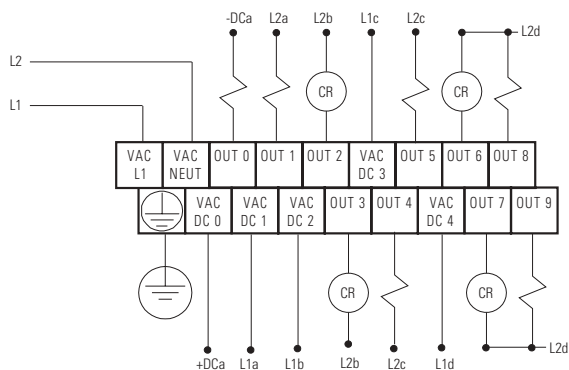 -DCa L2a L2b L1c L2c
L2d
L2
CR CR
L1
VAC L1 VAC NEUT OUT 0 OUT 1 OUT 2 VAC DC 3 OUT 5 OUT 6 OUT 8
VAC DC 0 VAC DC 1 VAC DC 2 OUT 3 OUT 4 VAC DC 4 OUT 7 OUT 9
CR CR
L2d
+DCa L1a L1b L2b L2c L1d